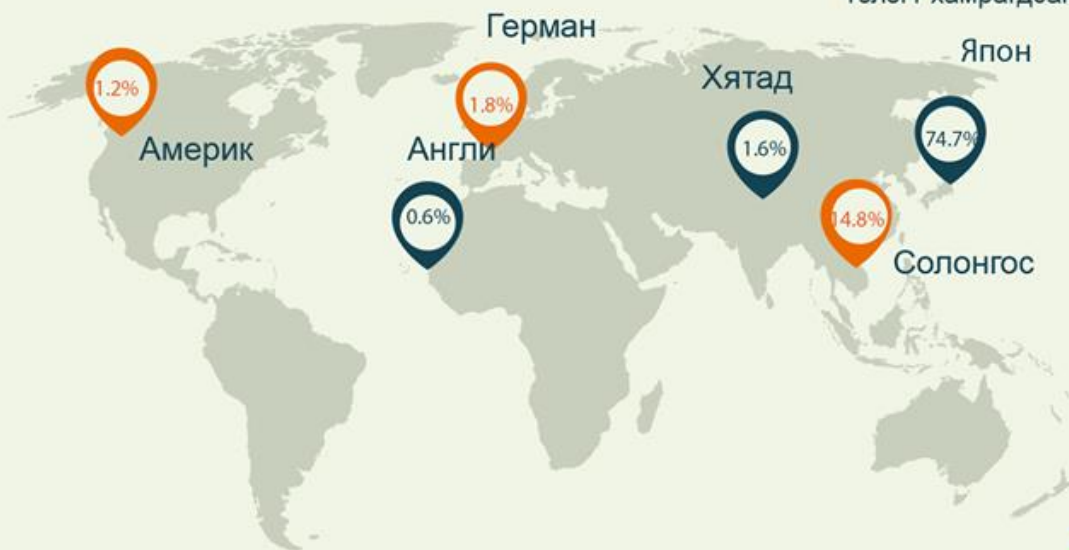 Герман
Япон
Хятад
1.2%
1.8%
Америк
Англи
1.6%
74.7%
0.6%
14.8%
Солонгос